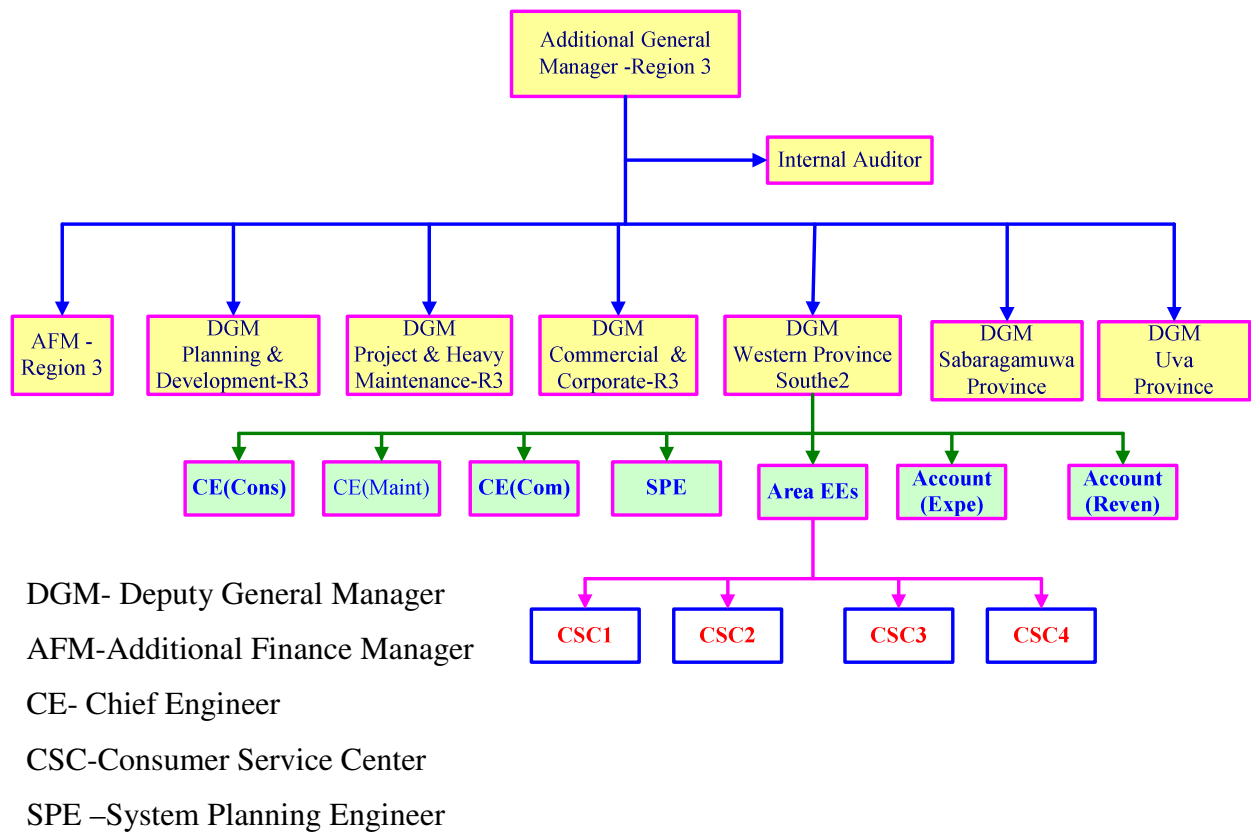 Additional General
Manager -Region 3
Internal Auditor
AFM -
Region 3
DGM
Planning &
Development-R3
DGM
Project & Heavy
Maintenance-R3
DGM
Commercial &
Corporate-R3
DGM
Western Province
Southe2
DGM
Sabaragamuwa
Province
DGM
Uva
Province
CE(Cons)
CE(Maint)
CE(Com)
SPE
Area EEs
Account
(Expe)
Account
(Reven)
CSC1
CSC2
CSC3
CSC4
DGM- Deputy General Manager
AFM-Additional Finance Manager
CE- Chief Engineer
CSC-Consumer Service Center
SPE –System Planning Engineer